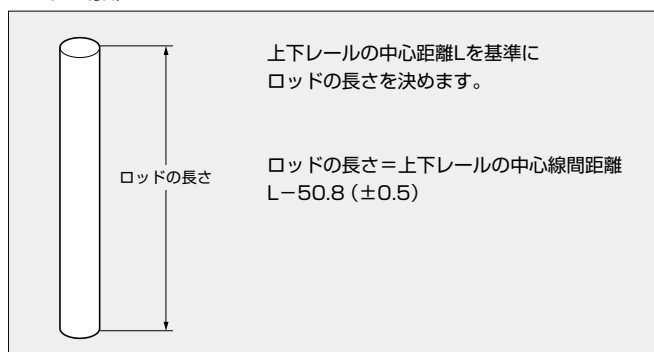 上下レールの中心距離Lを基準に
ロッドの長さを決めます。
ロッドの長さ
ロッドの長さ＝上下レールの中心線間距離
L−50.8（±0.5）